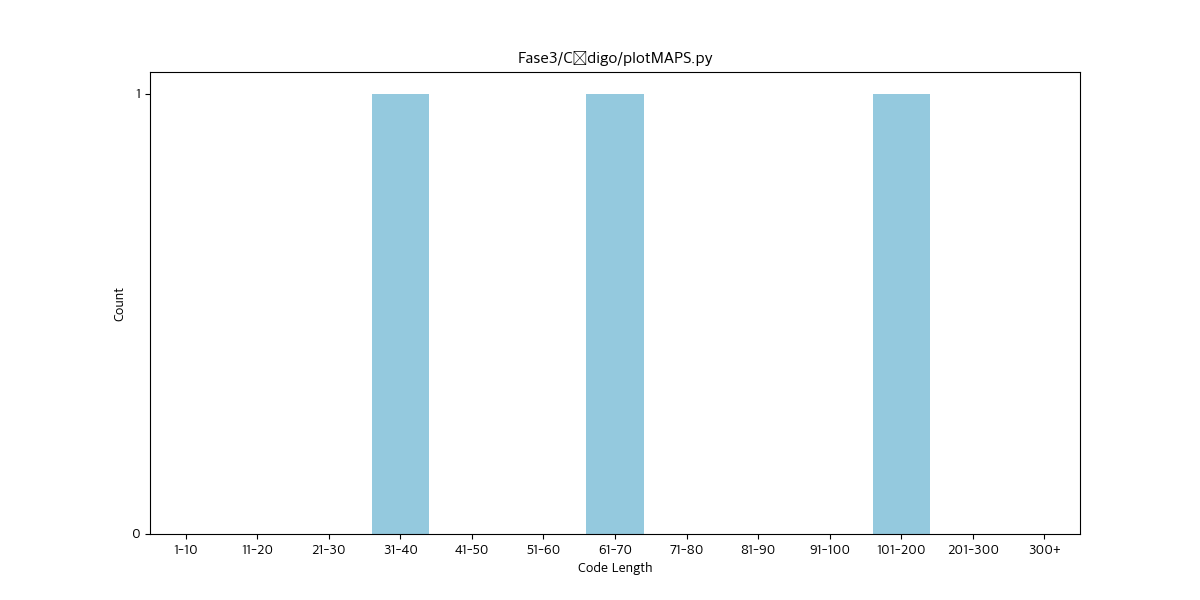 Fase3/C☒digo/plotMAPS.py
1
Count
0
1-10 11-20 21-30 31-40 41-50 51-60 61-70 71-80 81-90 91-100 101-200 201-300 300+
Code Length